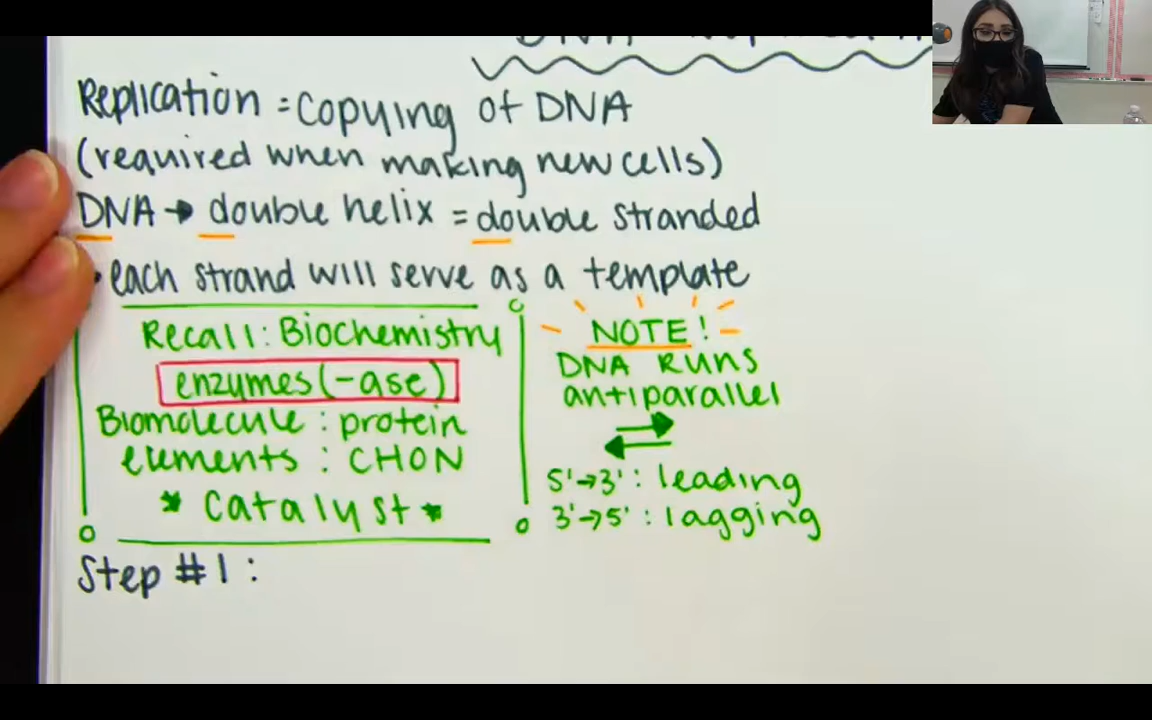 Replication = Copying of DNA
(required when making new cells)
DNA → double helix = double stranded
• each strand will serve as a template
Recall: Biochemistry
enzymes (-ase)
Biomolecule : protein
elements : CHON
* Catalyst *
NOTE!
DNA RUNS
antiparallel
5'→3' : leading
3'→5' : lagging
Step #1 :